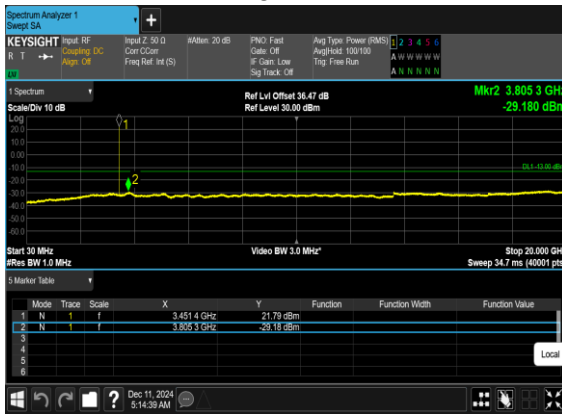 Spectrum Analyzer 1
Swept SA
+
KEYSIGHT Input: RF Input Z: 50 Ω #Atten: 20 dB PNO: Fast Avg Type: Power (RMS) 1 2 3 4 5 6
R T Coupling: DC Corr CCorr Gate: Off Avg|Hold: 100/100 A W W W W W
Align: Off Freq Ref: Int (S) IF Gain: Low Trig: Free Run
Sig Track: Off A N N N N N
1 Spectrum Ref Lvl Offset 36.47 dB Mkr2 3.805 3 GHz
Scale/Div 10 dB Ref Level 30.00 dBm -29.180 dBm
Log
20.0 1
10.0
0.00
-10.0 DL1 -13.00 dB
-20.0 2
-30.0
-40.0
-50.0
-60.0
Start 30 MHz Video BW 3.0 MHz* Stop 20.000 GH
#Res BW 1.0 MHz Sweep 34.7 ms (40001 pts
5 Marker Table
Mode Trace Scale X Y Function Function Width Function Value
1 N 1 f 3.451 4 GHz 21.79 dBm
2 N 1 f 3.805 3 GHz -29.18 dBm
3
4
5
6
Local
? Dec 11, 2024
5:14:39 AM